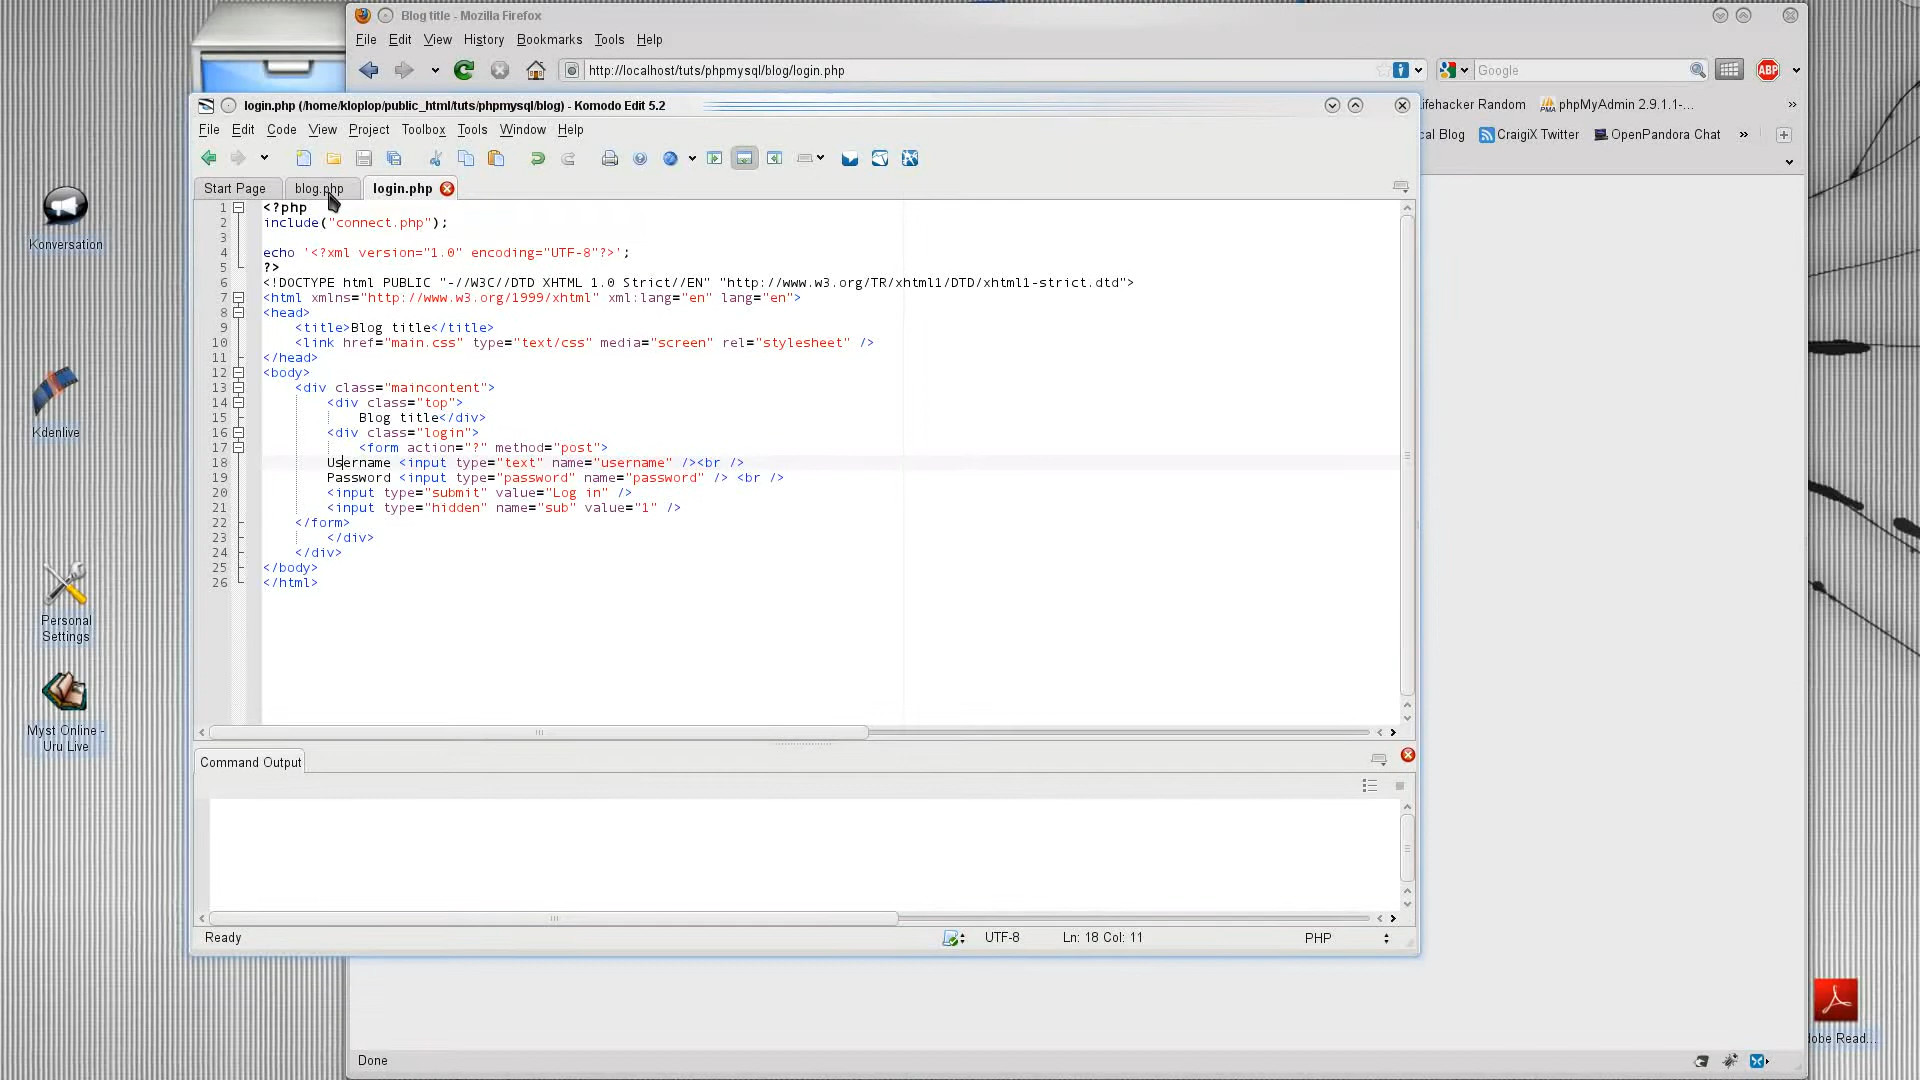 Blog title - Mozilla Firefox
File Edit View History Bookmarks Tools Help
http://localhost/tuts/phpmysql/blog/login.php
Google
ABP
login.php (/home/kloplop/public_html/tuts/phpmysql/blog) - Komodo Edit 5.2
ifehacker Random phpMyAdmin 2.9.1.1-... »
File Edit Code View Project Toolbox Tools Window Help
cal Blog CraigiX Twitter OpenPandora Chat »
Start Page blog.php login.php
1 <?php
2 include("connect.php");
3
4 echo '<?xml version="1.0" encoding="UTF-8"?>';
5 ?>
6 <!DOCTYPE html PUBLIC "-//W3C//DTD XHTML 1.0 Strict//EN" "http://www.w3.org/TR/xhtml1/DTD/xhtml1-strict.dtd">
7 <html xmlns="http://www.w3.org/1999/xhtml" xml:lang="en" lang="en">
8 <head>
9 <title>Blog title</title>
10 <link href="main.css" type="text/css" media="screen" rel="stylesheet" />
11 </head>
12 <body>
13 <div class="maincontent">
14 <div class="top">
15 Blog title</div>
16 <div class="login">
17 <form action="?" method="post">
18 Username <input type="text" name="username" /><br />
19 Password <input type="password" name="password" /> <br />
20 <input type="submit" value="Log in" />
21 <input type="hidden" name="sub" value="1" />
22 </form>
23 </div>
24 </div>
25 </body>
26 </html>
Konversation
Kdenlive
Personal
Settings
Myst Online -
Uru Live
Command Output
Ready UTF-8 Ln: 18 Col: 11 PHP
Done
dobe Read...